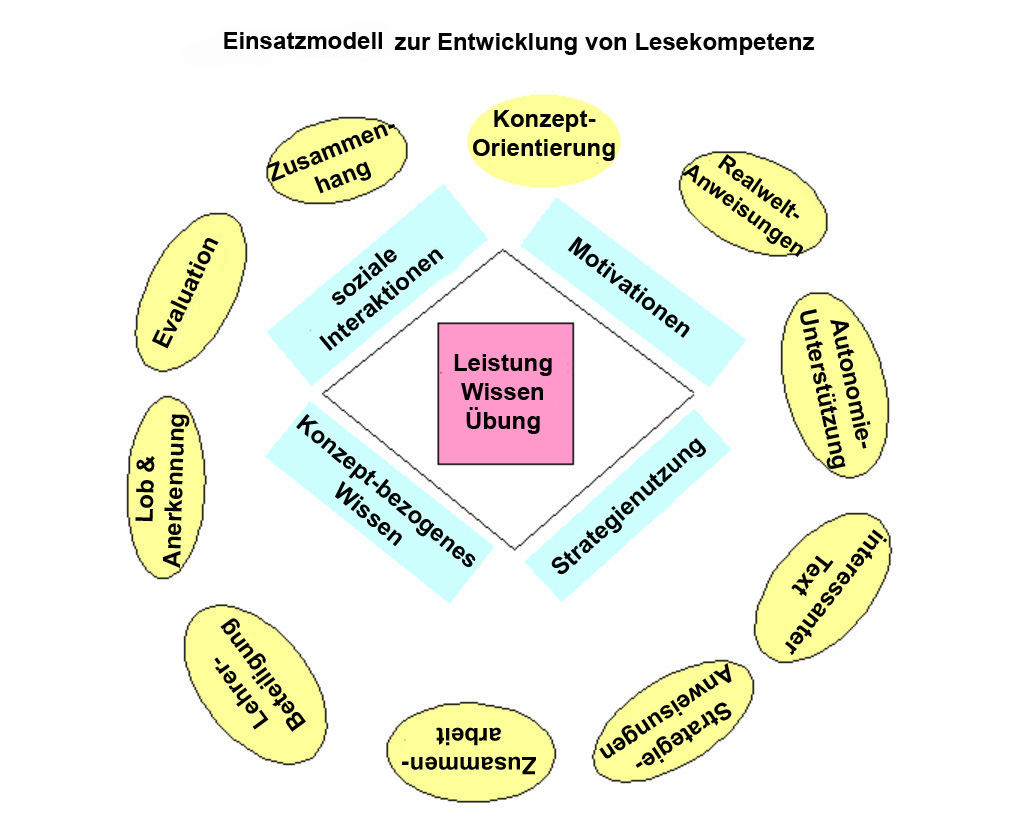 Einsatzmodell zur Entwicklung von Lesekompetenz
Konzept-
Orientierung
Realwelt-
Anweisungen
Autonomie-
Unterstützung
interessanter
Text
Strategie-
Anweisungen
Zusammen-
arbeit
Lehrer-
Beteiligung
Lob &
Anerkennung
Evaluation
Zusammen-
hang
soziale
Interaktionen
Motivationen
Strategienutzung
Konzept-bezogenes
Wissen
Leistung
Wissen
Übung